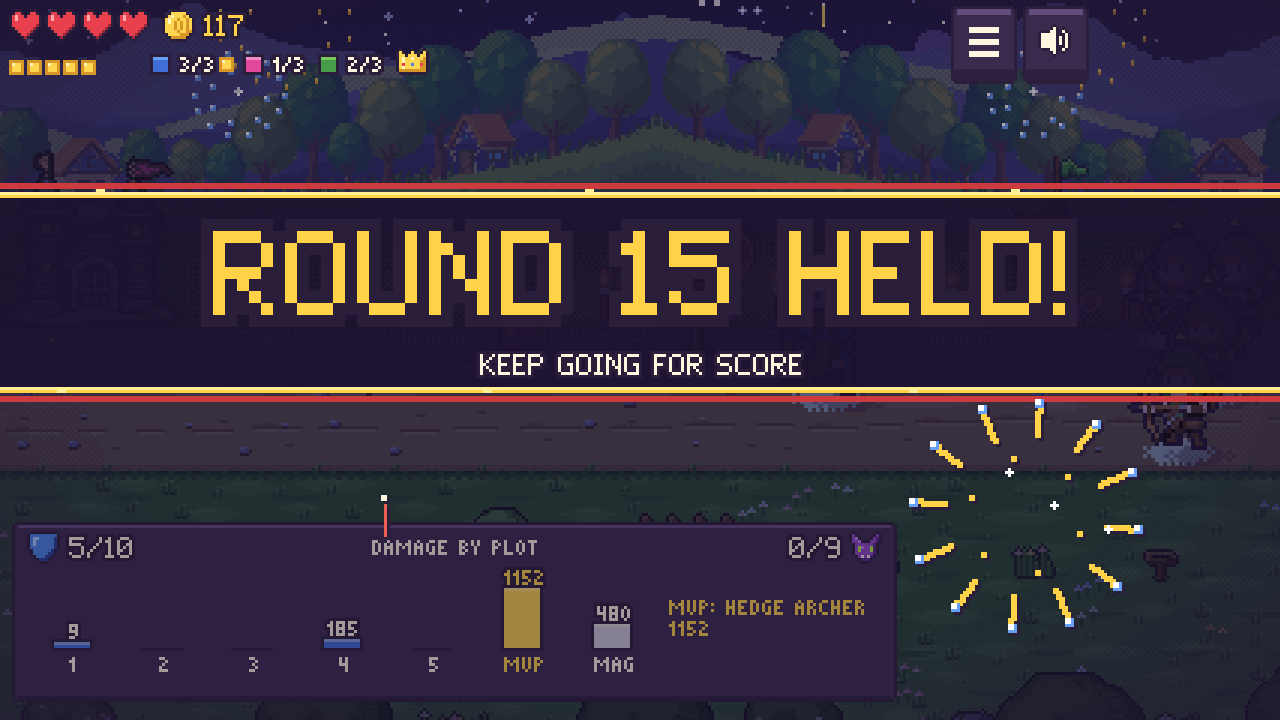 117
3/3 1/3 2/3
ROUND 15 HELD!
KEEP GOING FOR SCORE
5/10 DAMAGE BY PLOT 0/9
1152
9 185 480
MVP: HEDGE ARCHER
1152
1 2 3 4 5 MVP MAG